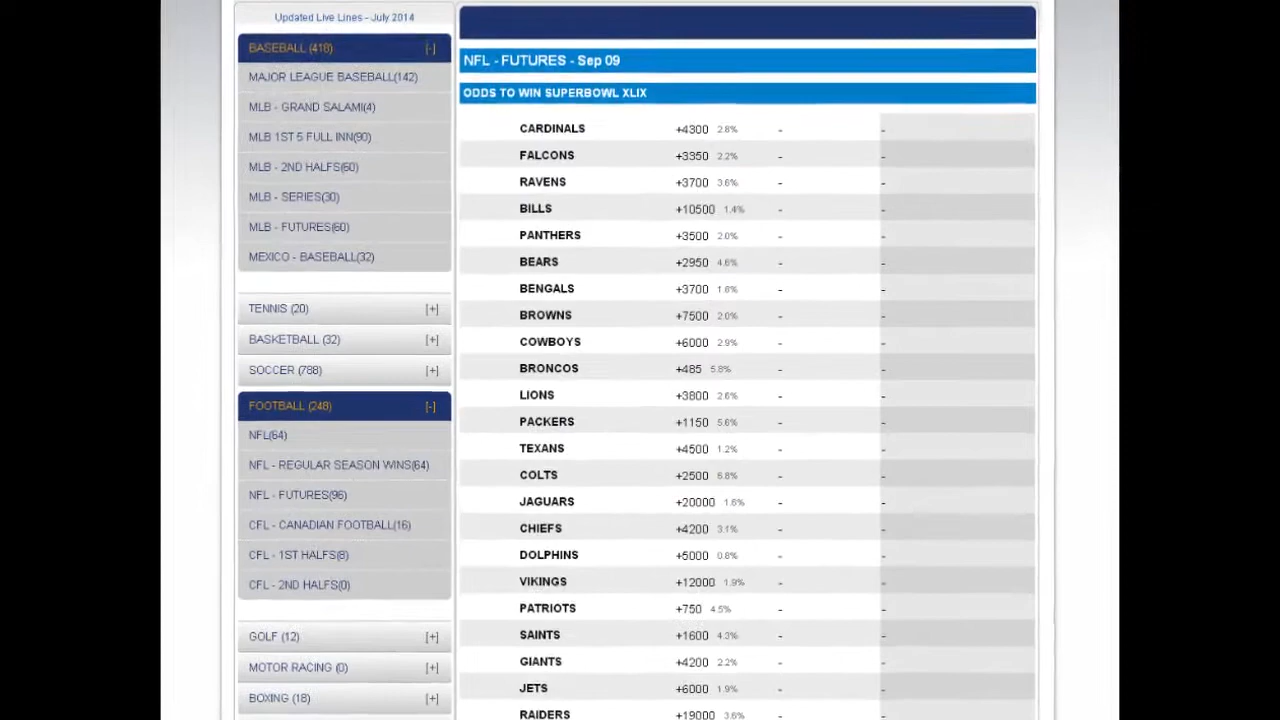 Updated Live Lines - July 2014
BASEBALL (418) [-]
MAJOR LEAGUE BASEBALL(142)
MLB - GRAND SALAMI(4)
MLB 1ST 5 FULL INN(90)
MLB - 2ND HALFS(60)
MLB - SERIES(30)
MLB - FUTURES(60)
MEXICO - BASEBALL(32)
TENNIS (20) [+]
BASKETBALL (32) [+]
SOCCER (788) [+]
FOOTBALL (248) [-]
NFL(64)
NFL - REGULAR SEASON WINS(64)
NFL - FUTURES(96)
CFL - CANADIAN FOOTBALL(16)
CFL - 1ST HALFS(8)
CFL - 2ND HALFS(0)
GOLF (12) [+]
MOTOR RACING (0) [+]
BOXING (18) [+]
NFL - FUTURES - Sep 09
ODDS TO WIN SUPERBOWL XLIX
CARDINALS +4300 2.8% - -
FALCONS +3350 2.2% - -
RAVENS +3700 3.6% - -
BILLS +10500 1.4% - -
PANTHERS +3500 2.0% - -
BEARS +2950 4.6% - -
BENGALS +3700 1.6% - -
BROWNS +7500 2.0% - -
COWBOYS +6000 2.9% - -
BRONCOS +485 5.8% - -
LIONS +3800 2.6% - -
PACKERS +1150 5.6% - -
TEXANS +4500 1.2% - -
COLTS +2500 6.8% - -
JAGUARS +20000 1.6% - -
CHIEFS +4200 3.1% - -
DOLPHINS +5000 0.8% - -
VIKINGS +12000 1.9% - -
PATRIOTS +750 4.5% - -
SAINTS +1600 4.3% - -
GIANTS +4200 2.2% - -
JETS +6000 1.9% - -
RAIDERS +19000 3.6% - -